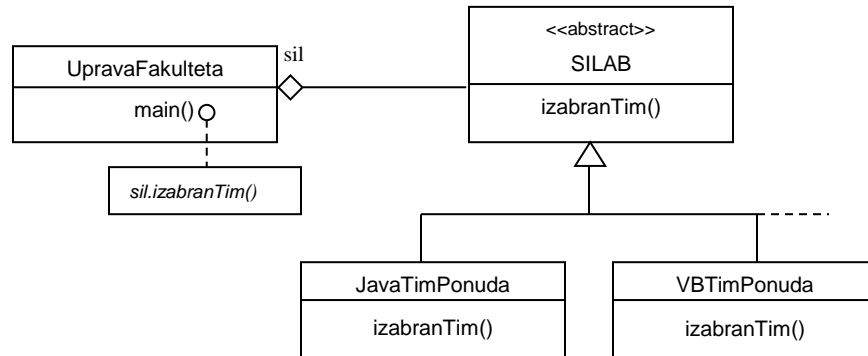 <<abstract>>
SILAB
izabranTim()
sil
UpravaFakulteta
main()
sil.izabranTim()
JavaTimPonuda
izabranTim()
VBTimPonuda
izabranTim()